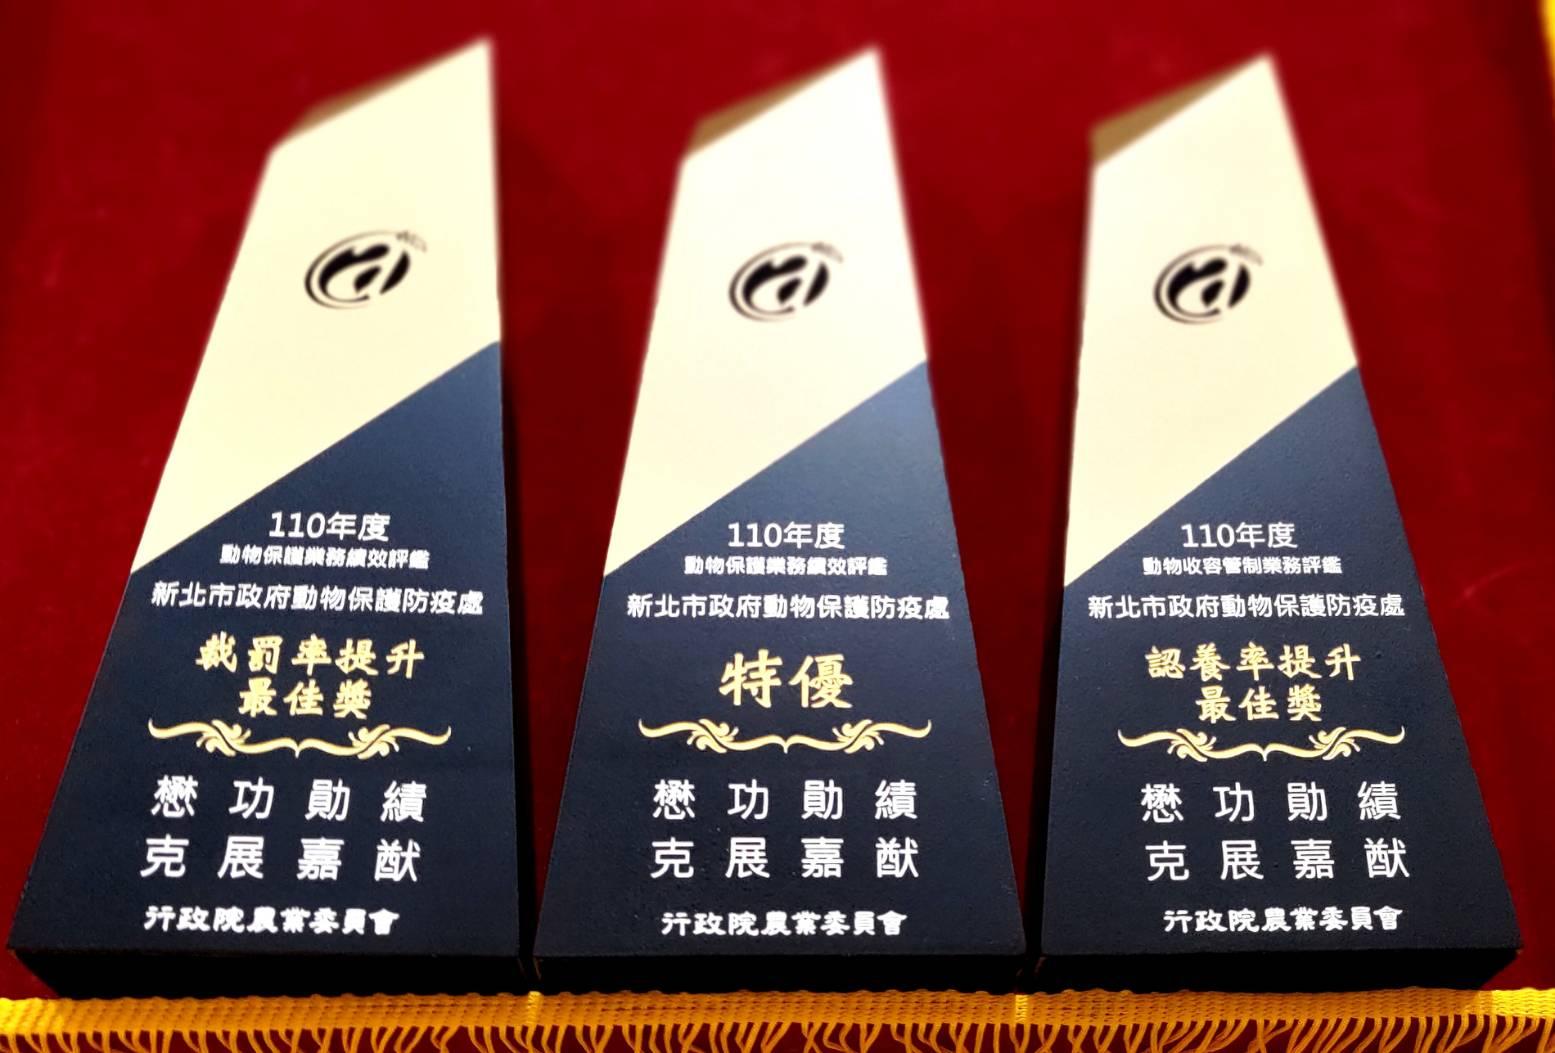 110年度
動物保護業務績效評鑑
新北市政府動物保護防疫處
裁罰率提升
最佳獎
懋功勛績
克展嘉猷
行政院農業委員會
110年度
動物保護業務績效評鑑
新北市政府動物保護防疫處
特優
懋功勛績
克展嘉猷
行政院農業委員會
110年度
動物收容管制業務評鑑
新北市政府動物保護防疫處
認養率提升
最佳獎
懋功勛績
克展嘉猷
行政院農業委員會